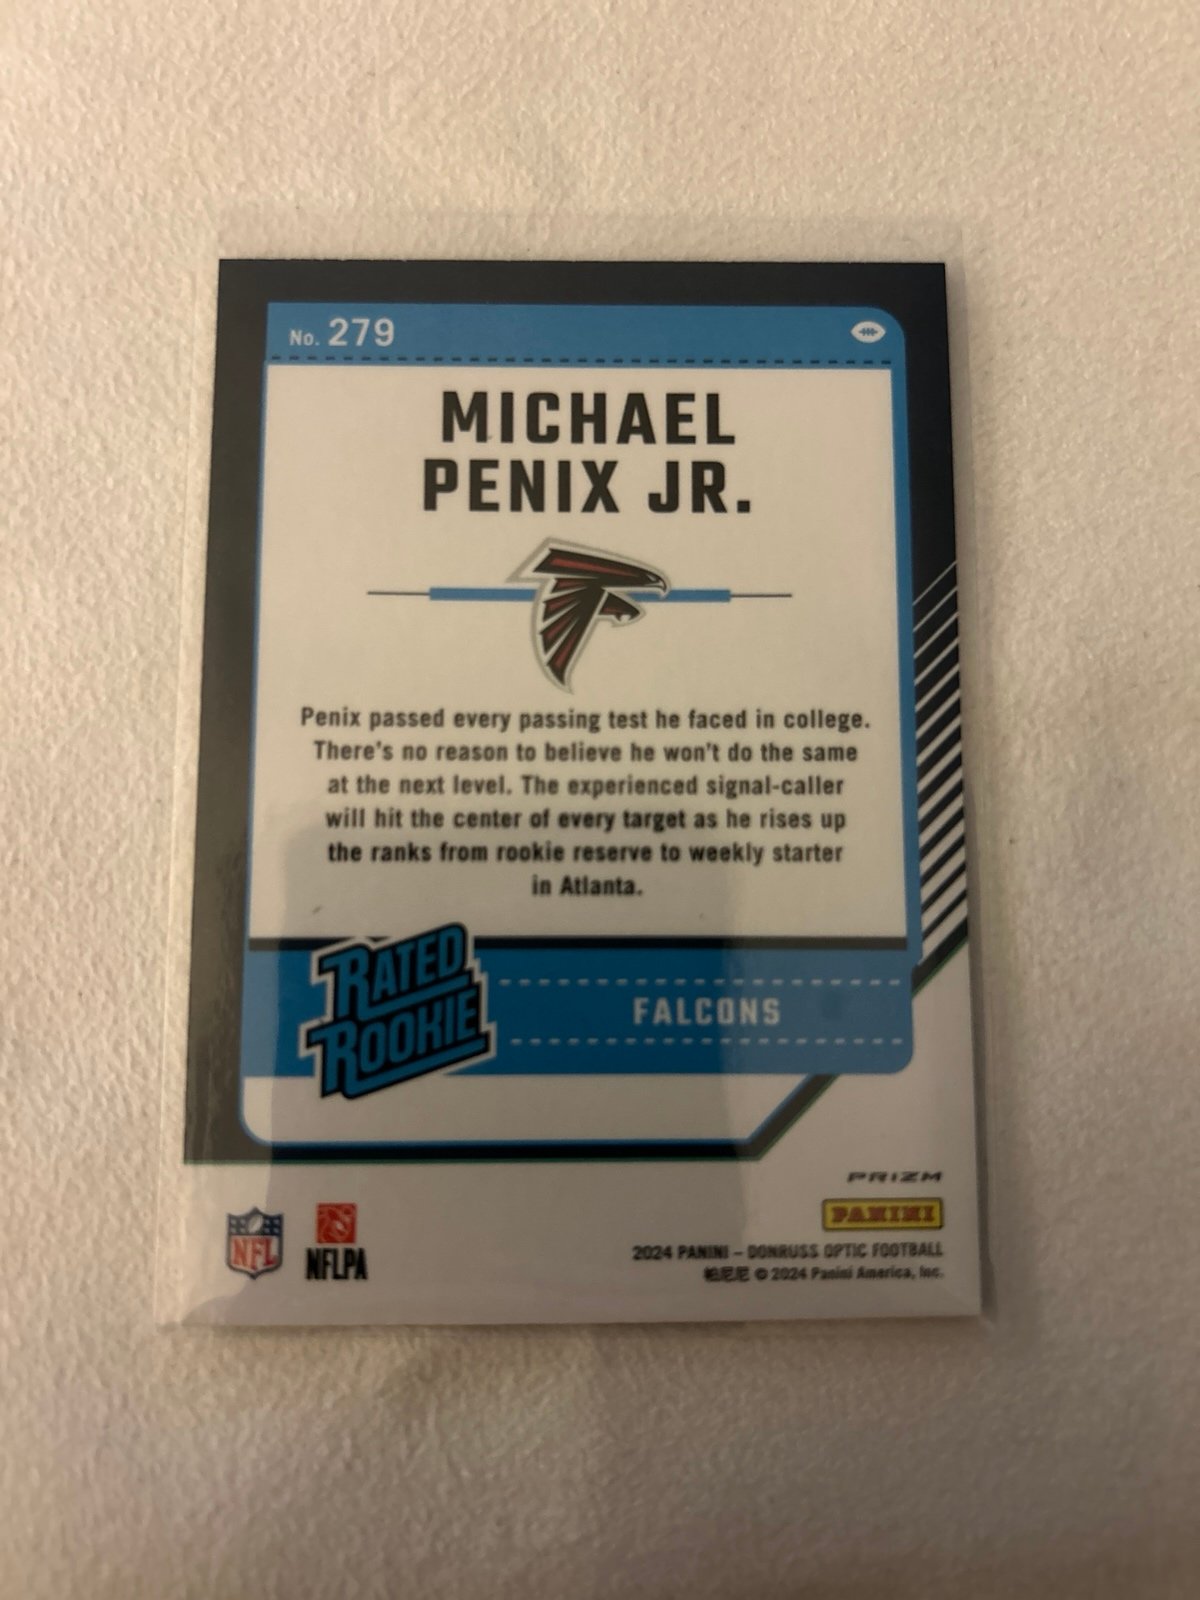 No. 279
MICHAEL
PENIX JR.
Penix passed every passing test he faced in college.
There's no reason to believe he won't do the same
at the next level. The experienced signal-caller
will hit the center of every target as he rises up
the ranks from rookie reserve to weekly starter
in Atlanta.
RATED
ROOKIE
FALCONS
PRIZM
PANINI
NFL
NFLPA
2024 PANINI – DONRUSS OPTIC FOOTBALL
帕尼尼 © 2024 Panini America, Inc.